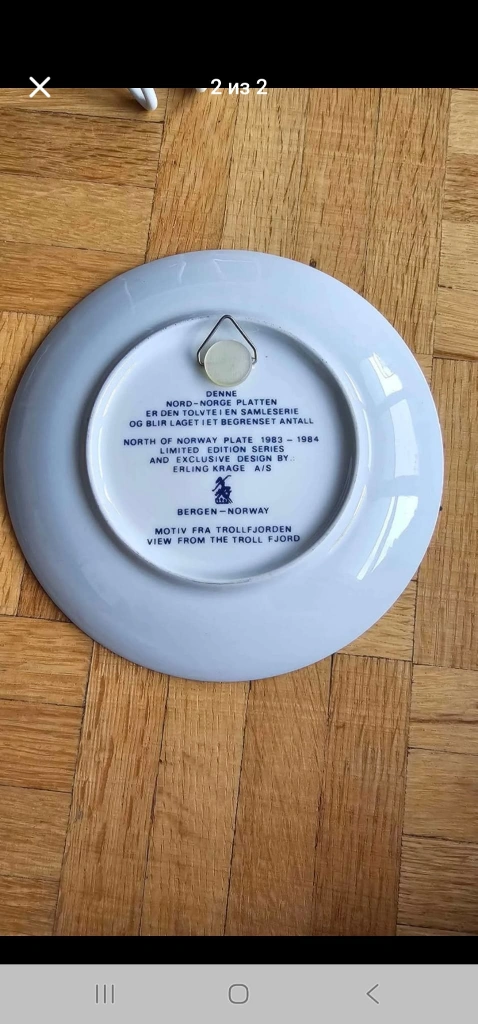 2 из 2
DENNE
NORD-NORGE PLATTEN
ER DEN TOLVTE I EN SAMLESERIE
OG BLIR LAGET I ET BEGRENSET ANTALL
NORTH OF NORWAY PLATE 1983 - 1984
LIMITED EDITION SERIES
AND EXCLUSIVE DESIGN BY..
ERLING KRAGE A/S
BERGEN-NORWAY
MOTIV FRA TROLLFJORDEN
VIEW FROM THE TROLL FJORD